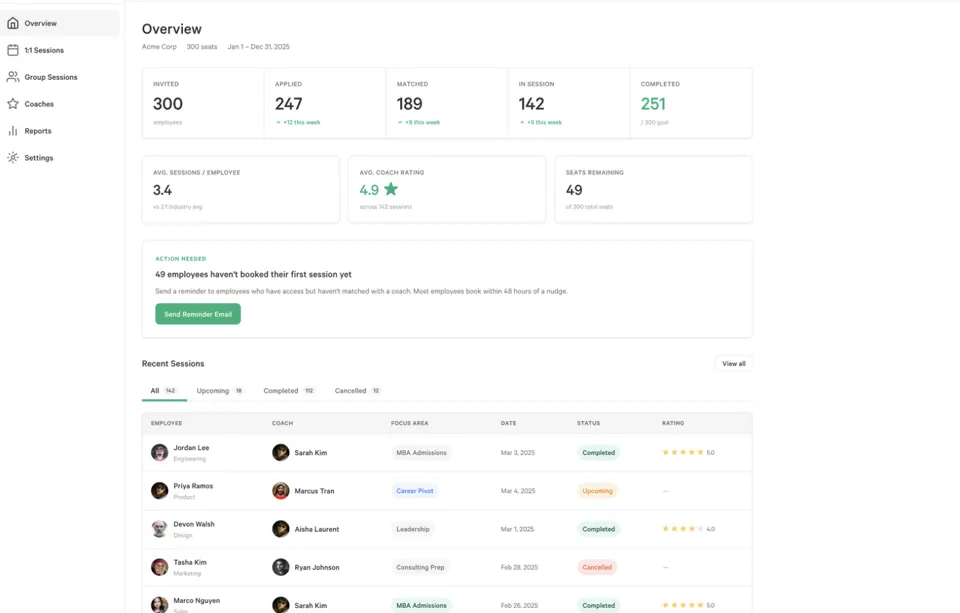 Overview
1:1 Sessions
Group Sessions
Coaches
Reports
Settings
Overview
Acme Corp 300 seats Jan 1 – Dec 31, 2025
INVITED
300
employees
APPLIED
247
+12 this week
MATCHED
189
+8 this week
IN SESSION
142
+5 this week
COMPLETED
251
/ 300 goal
AVG. SESSIONS / EMPLOYEE
3.4
vs 2.1 industry avg
AVG. COACH RATING
4.9 ★
across 142 sessions
SEATS REMAINING
49
of 300 total seats
ACTION NEEDED
49 employees haven't booked their first session yet
Send a reminder to employees who have access but haven't matched with a coach. Most employees book within 48 hours of a nudge.
Send Reminder Email
Recent Sessions
View all
All 142 Upcoming 18 Completed 112 Cancelled 12
EMPLOYEE COACH FOCUS AREA DATE STATUS RATING
Jordan Lee
Engineering
Sarah Kim MBA Admissions Mar 3, 2025 Completed ★★★★★ 5.0
Priya Ramos
Product
Marcus Tran Career Pivot Mar 4, 2025 Upcoming —
Devon Walsh
Design
Aisha Laurent Leadership Mar 1, 2025 Completed ★★★★★ 4.0
Tasha Kim
Marketing
Ryan Johnson Consulting Prep Feb 28, 2025 Cancelled —
Marco Nguyen
Sales
Sarah Kim MBA Admissions Feb 26, 2025 Completed ★★★★★ 5.0